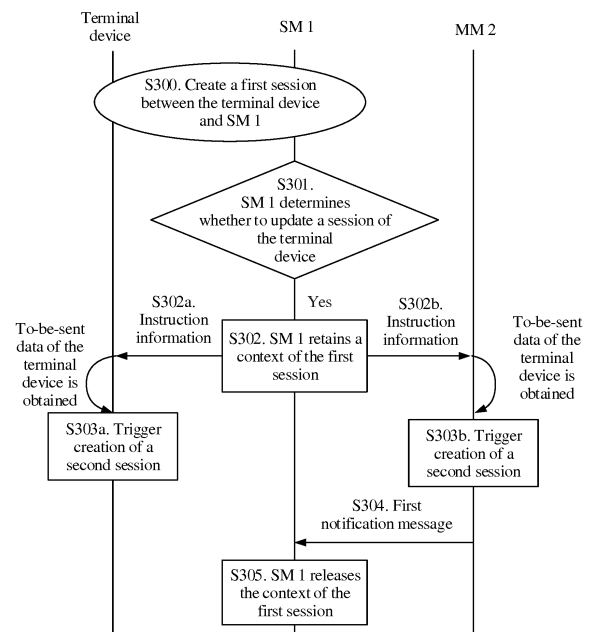 Terminal
device
SM 1
MM 2
S300. Create a first session
between the terminal device
and SM 1
S301.
SM 1 determines
whether to update a session of
the terminal
device
Yes
S302a.
Instruction
information
S302b.
Instruction
information
S302. SM 1 retains a
context of the first
session
To-be-sent
data of the
terminal
device is
obtained
To-be-sent
data of the
terminal
device is
obtained
S303a. Trigger
creation of a
second session
S303b. Trigger
creation of a
second session
S304. First
notification message
S305. SM 1 releases
the context of the
first session